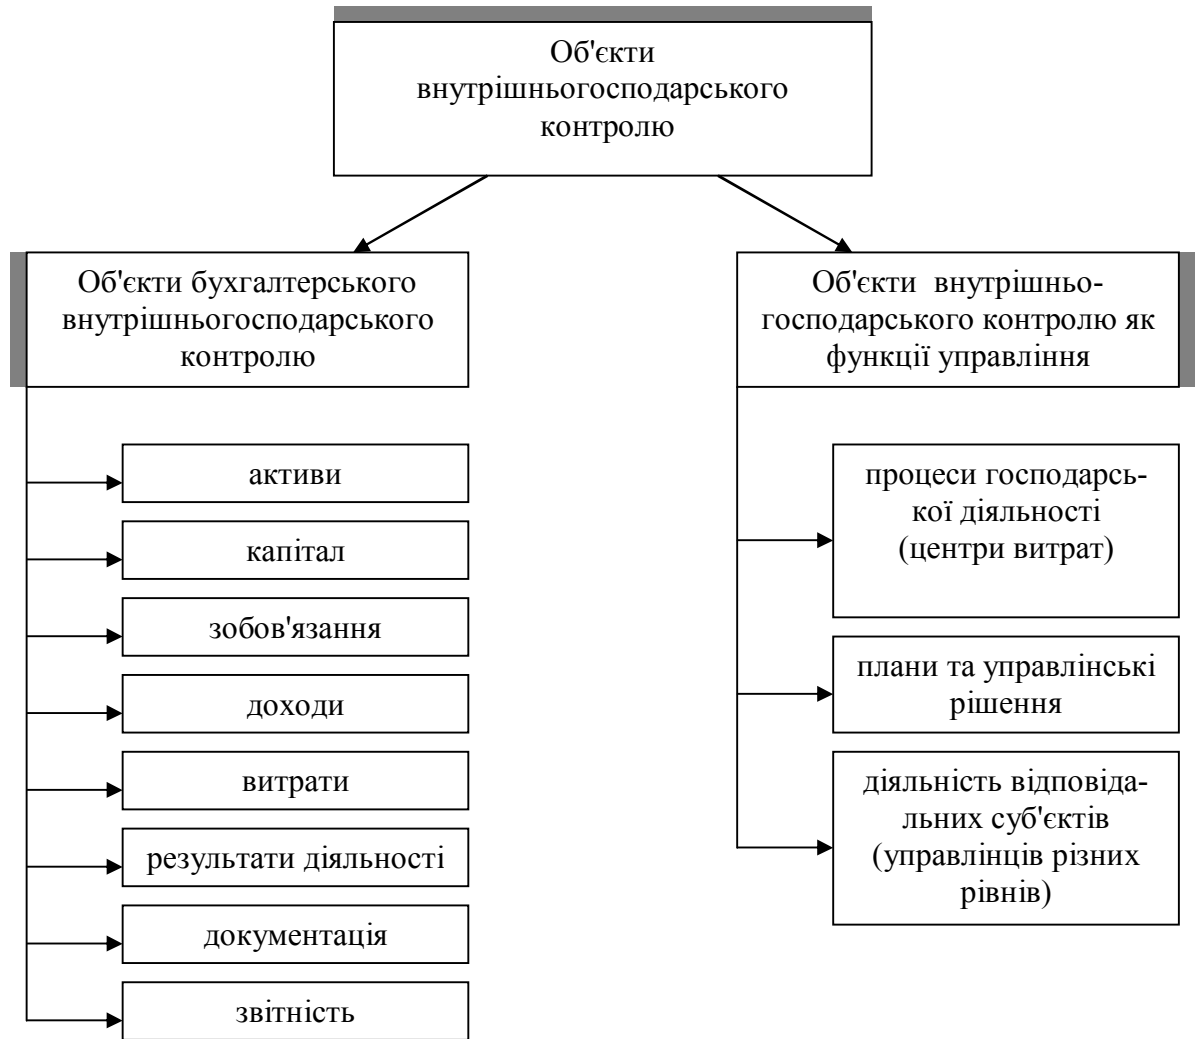 Об'єкти
внутрішньогосподарського
контролю
Об'єкти бухгалтерського
внутрішньогосподарського
контролю
активи
капітал
зобов'язання
доходи
витрати
результати діяльності
документація
звітність
Об'єкти внутрішньо-
господарського контролю як
функції управління
процеси господарсь-
кої діяльності
(центри витрат)
плани та управлінські
рішення
діяльність відповіда-
льних суб'єктів
(управлінців різних
рівнів)